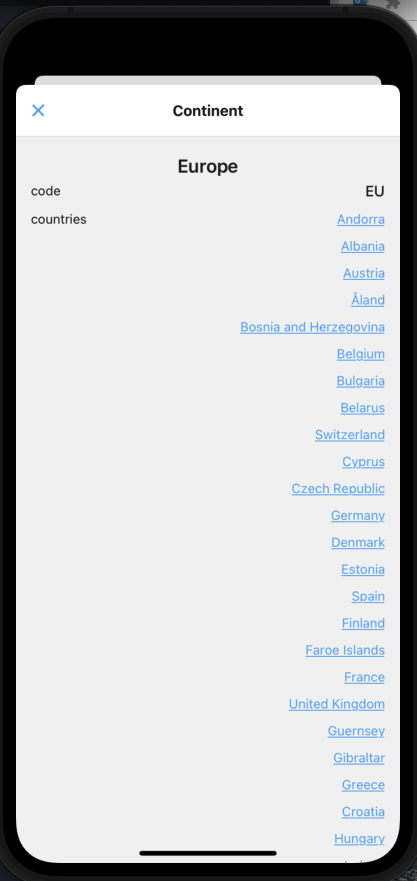 Continent
Europe
code EU
countries Andorra
Albania
Austria
Åland
Bosnia and Herzegovina
Belgium
Bulgaria
Belarus
Switzerland
Cyprus
Czech Republic
Germany
Denmark
Estonia
Spain
Finland
Faroe Islands
France
United Kingdom
Guernsey
Gibraltar
Greece
Croatia
Hungary